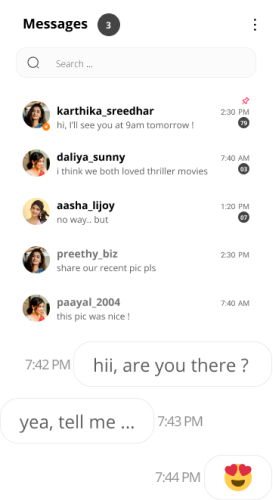 Messages 3
Search ...
karthika_sreedhar 2:30 PM
hi, I'll see you at 9am tomorrow ! 79
daliya_sunny 7:40 AM
i think we both loved thriller movies 03
aasha_lijoy 1:20 PM
no way.. but 07
preethy_biz 2:30 PM
share our recent pic pls
paayal_2004 7:40 AM
this pic was nice !
7:42 PM hii, are you there ?
yea, tell me ... 7:43 PM
7:44 PM